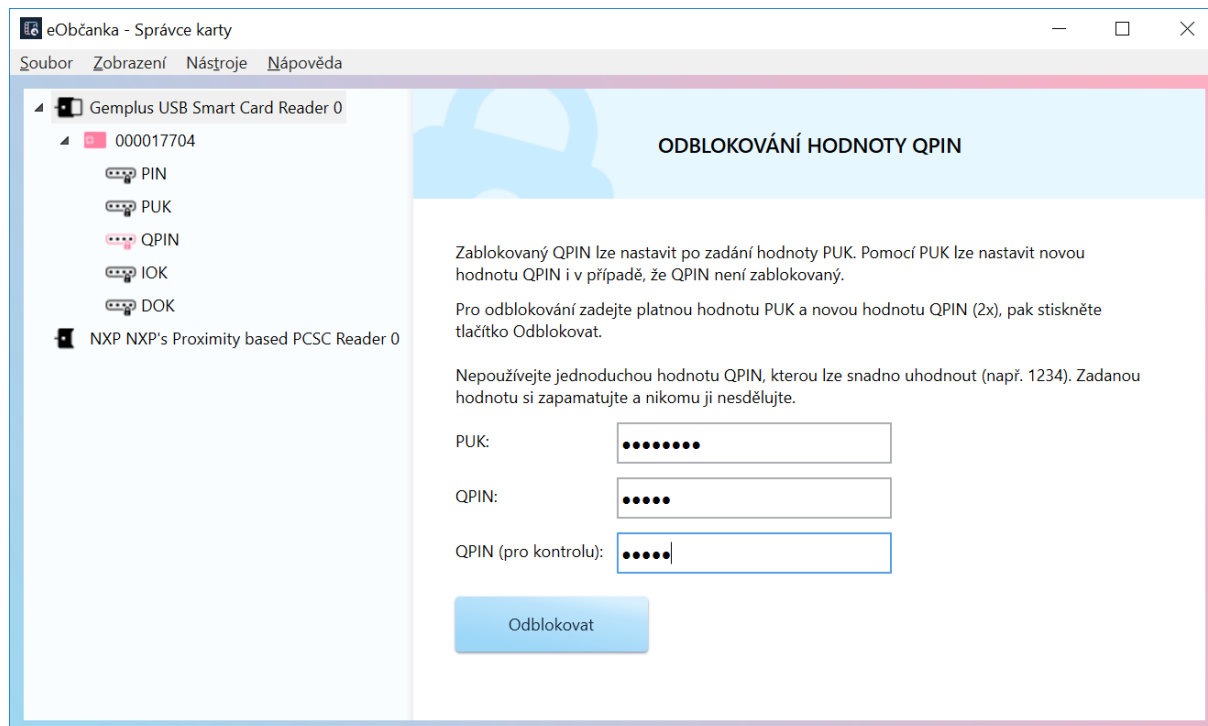 eObčanka - Správce karty
Soubor Zobrazení Nástroje Nápověda
Gemplus USB Smart Card Reader 0
000017704
PIN
PUK
QPIN
IOK
DOK
NXP NXP's Proximity based PCSC Reader 0
ODBLOKOVÁNÍ HODNOTY QPIN
Zablokovaný QPIN lze nastavit po zadání hodnoty PUK. Pomocí PUK lze nastavit novou
hodnotu QPIN i v případě, že QPIN není zablokovaný.
Pro odblokování zadejte platnou hodnotu PUK a novou hodnotu QPIN (2x), pak stiskněte
tlačítko Odblokovat.
Nepoužívejte jednoduchou hodnotu QPIN, kterou lze snadno uhodnout (např. 1234). Zadanou
hodnotu si zapamatujte a nikomu ji nesdělujte.
PUK: ●●●●●●●●
QPIN: ●●●●●
QPIN (pro kontrolu): ●●●●●
Odblokovat